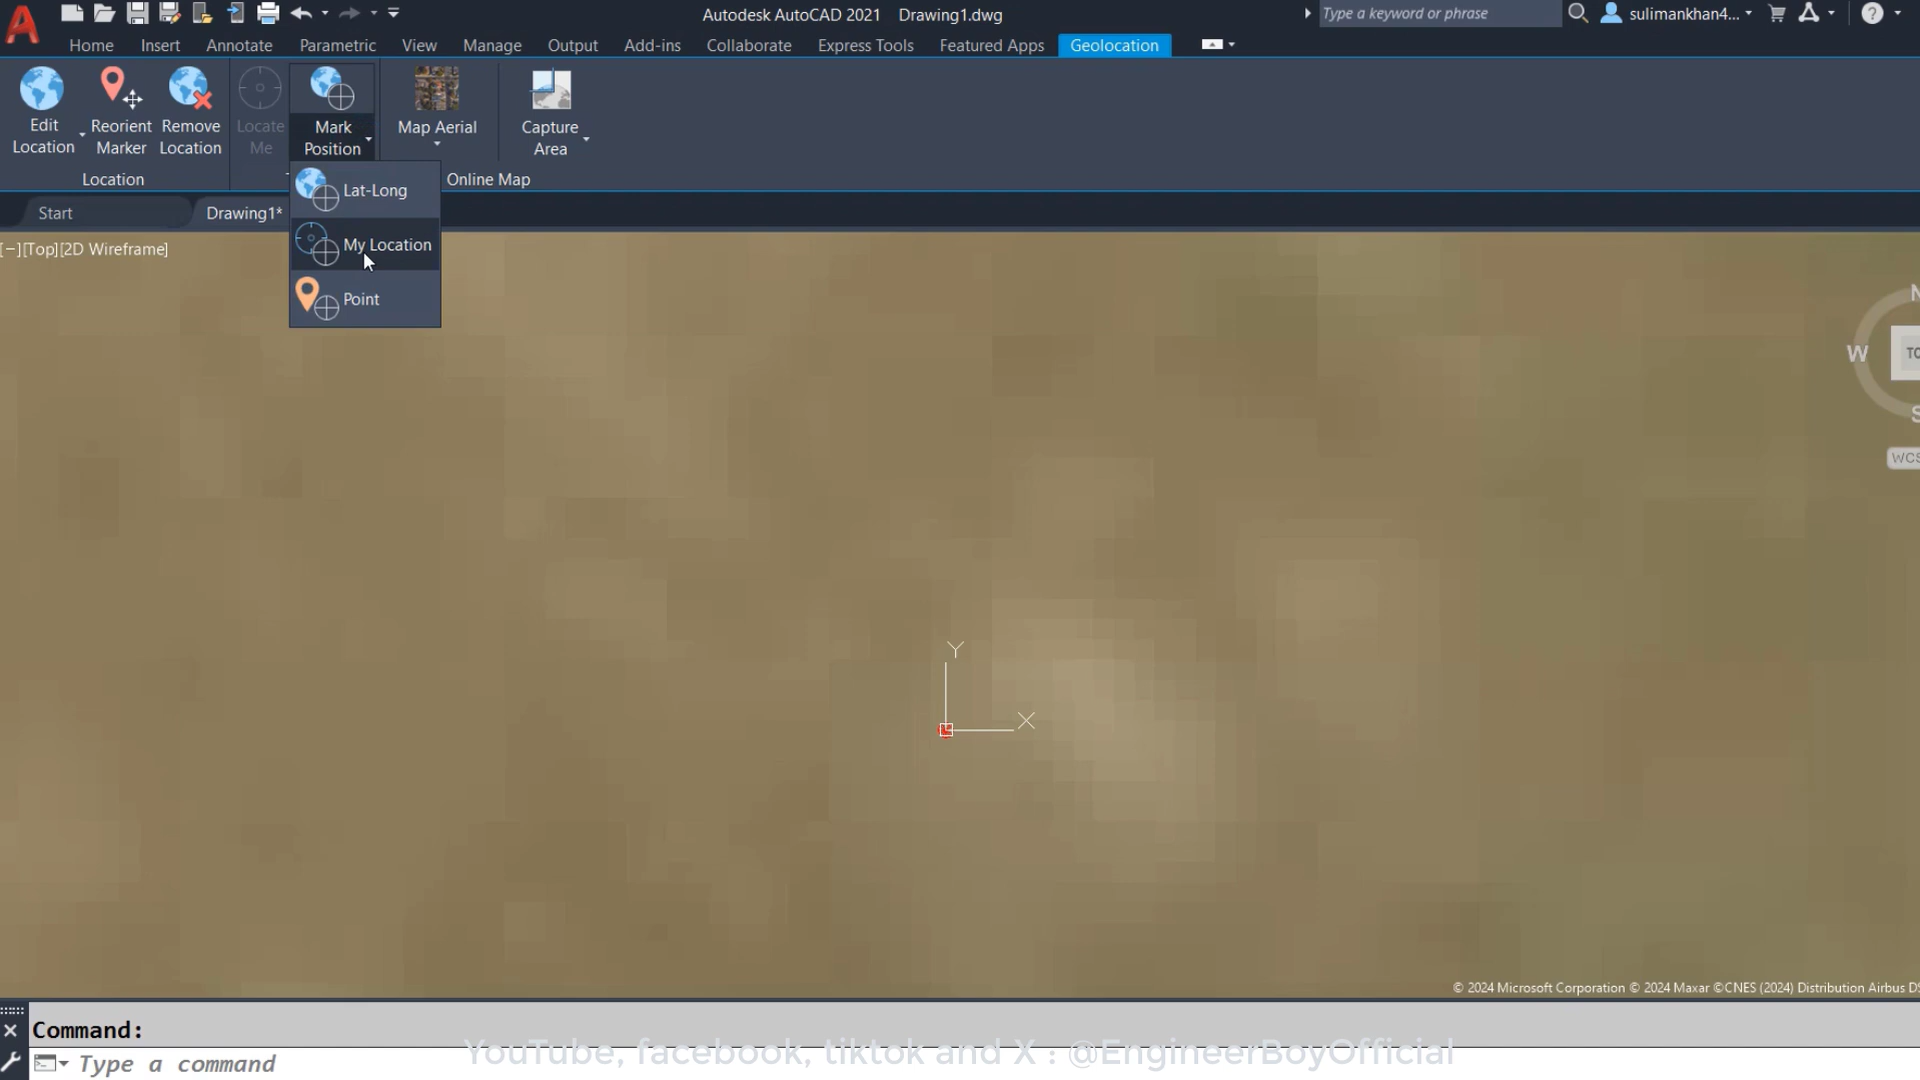 Autodesk AutoCAD 2021 Drawing1.dwg
Type a keyword or phrase
sulimankhan4...
Home Insert Annotate Parametric View Manage Output Add-ins Collaborate Express Tools Featured Apps Geolocation
Edit Location
Reorient Marker
Remove Location
Locate Me
Mark Position
Map Aerial
Capture Area
Location
Online Map
Lat-Long
My Location
Point
Start
Drawing1*
[−][Top][2D Wireframe]
N
W
S
WCS
Y
X
© 2024 Microsoft Corporation © 2024 Maxar ©CNES (2024) Distribution Airbus DS
Command:
Type a command
YouTube, facebook, tiktok and X : @EngineerBoyOfficial